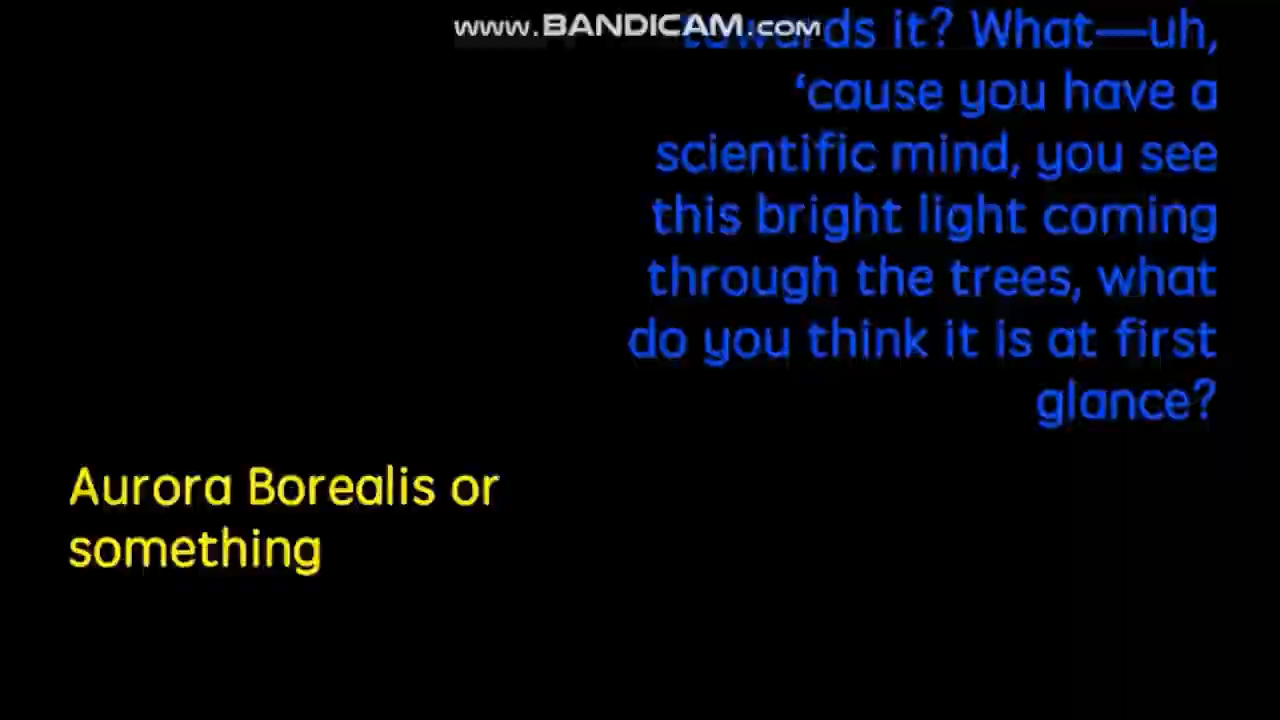 www.BANDICAM.com
towards it? What—uh,
‘cause you have a
scientific mind, you see
this bright light coming
through the trees, what
do you think it is at first
glance?
Aurora Borealis or
something